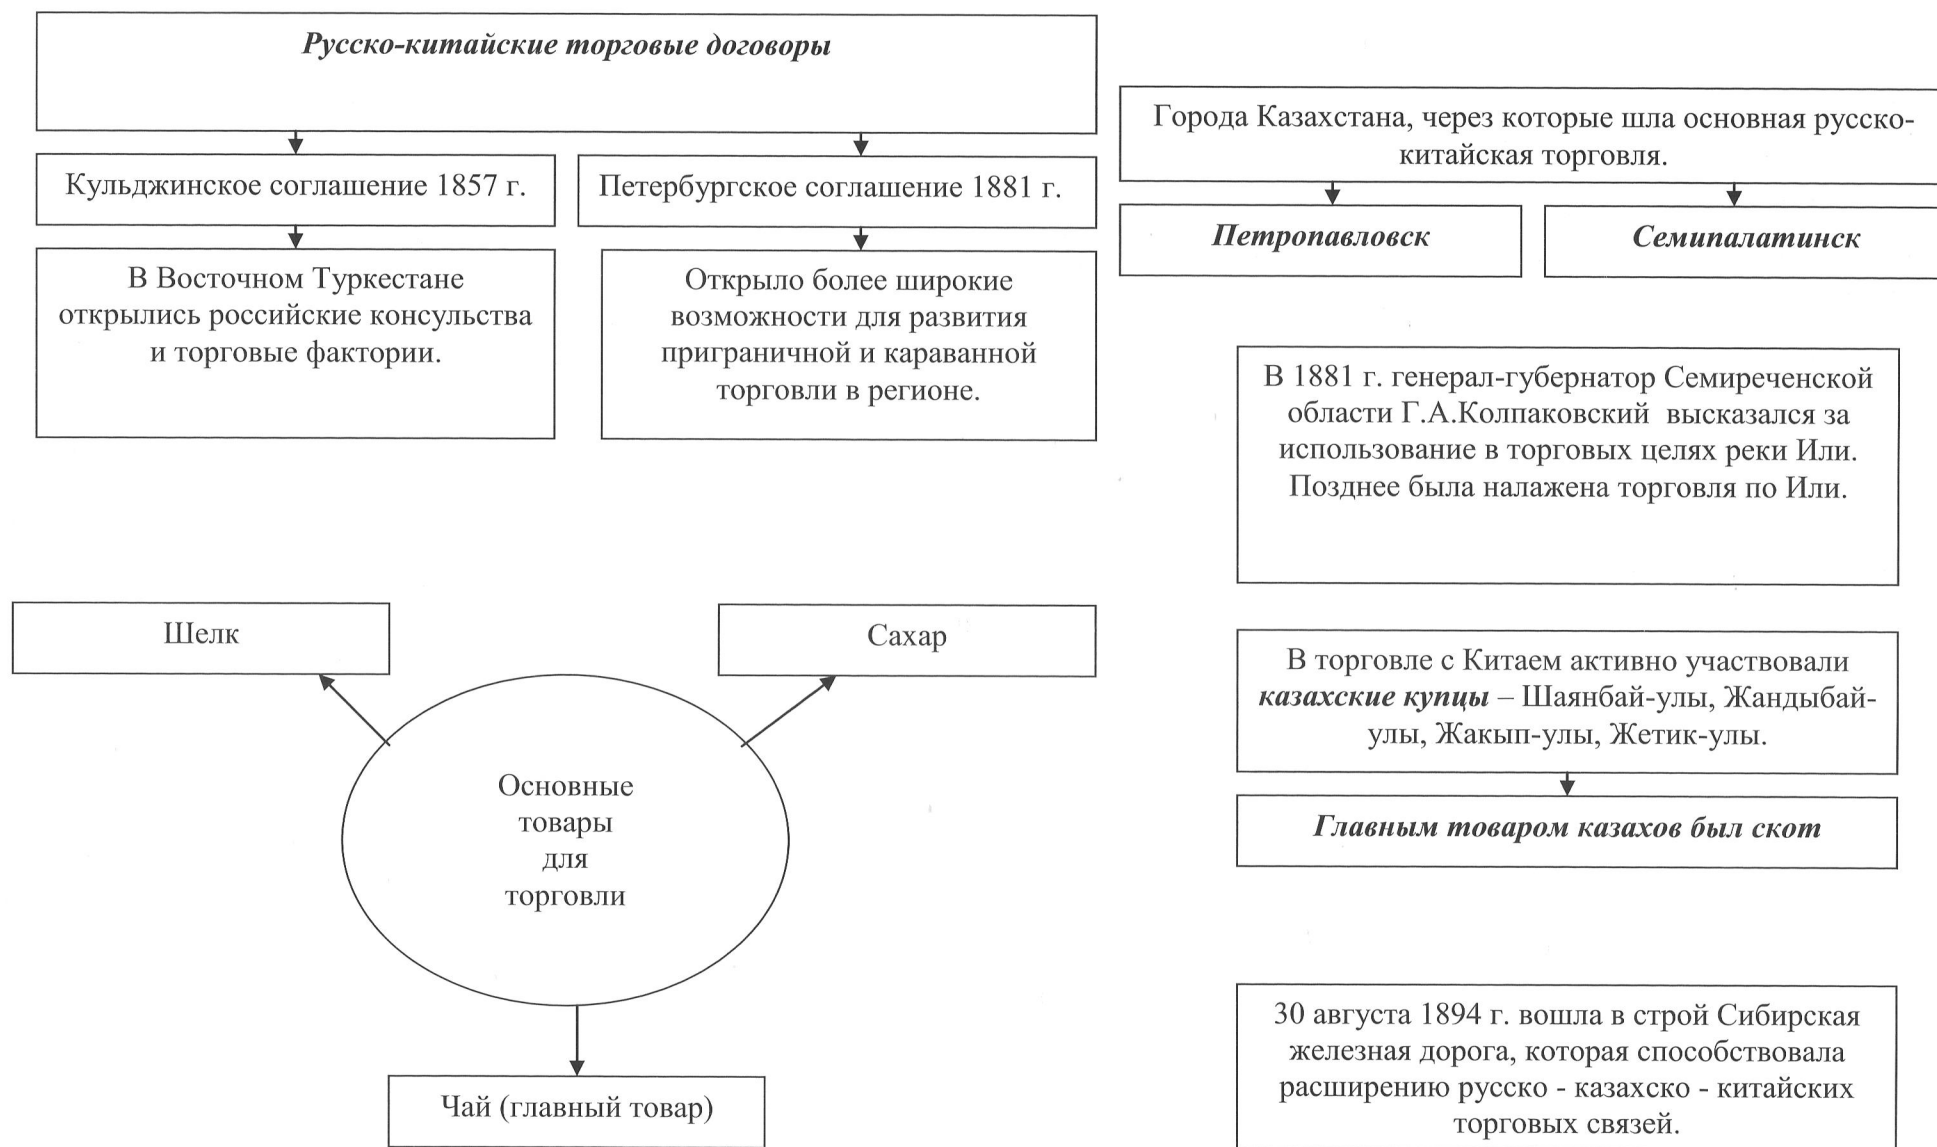 Русско-китайские торговые договоры
Кульджинское соглашение 1857 г.
Петербургское соглашение 1881 г.
В Восточном Туркестане
открылись российские консульства
и торговые фактории.
Открыло более широкие
возможности для развития
приграничной и караванной
торговли в регионе.
Города Казахстана, через которые шла основная русско-
китайская торговля.
Петропавловск
Семипалатинск
В 1881 г. генерал-губернатор Семиреченской
области Г.А.Колпаковский высказался за
использование в торговых целях реки Или.
Позднее была налажена торговля по Или.
Шелк
Сахар
Основные
товары
для
торговли
Чай (главный товар)
В торговле с Китаем активно участвовали
казахские купцы – Шаянбай-улы, Жандыбай-
улы, Жакып-улы, Жетик-улы.
Главным товаром казахов был скот
30 августа 1894 г. вошла в строй Сибирская
железная дорога, которая способствовала
расширению русско - казахско - китайских
торговых связей.